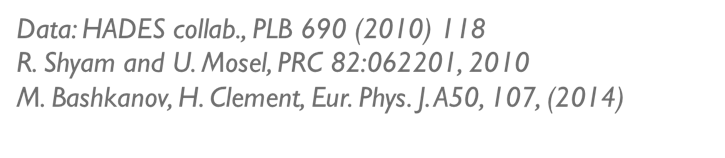 Data: HADES collab., PLB 690 (2010) 118
R. Shyam and U. Mosel, PRC 82:062201, 2010
M. Bashkanov, H. Clement, Eur. Phys. J. A50, 107, (2014)